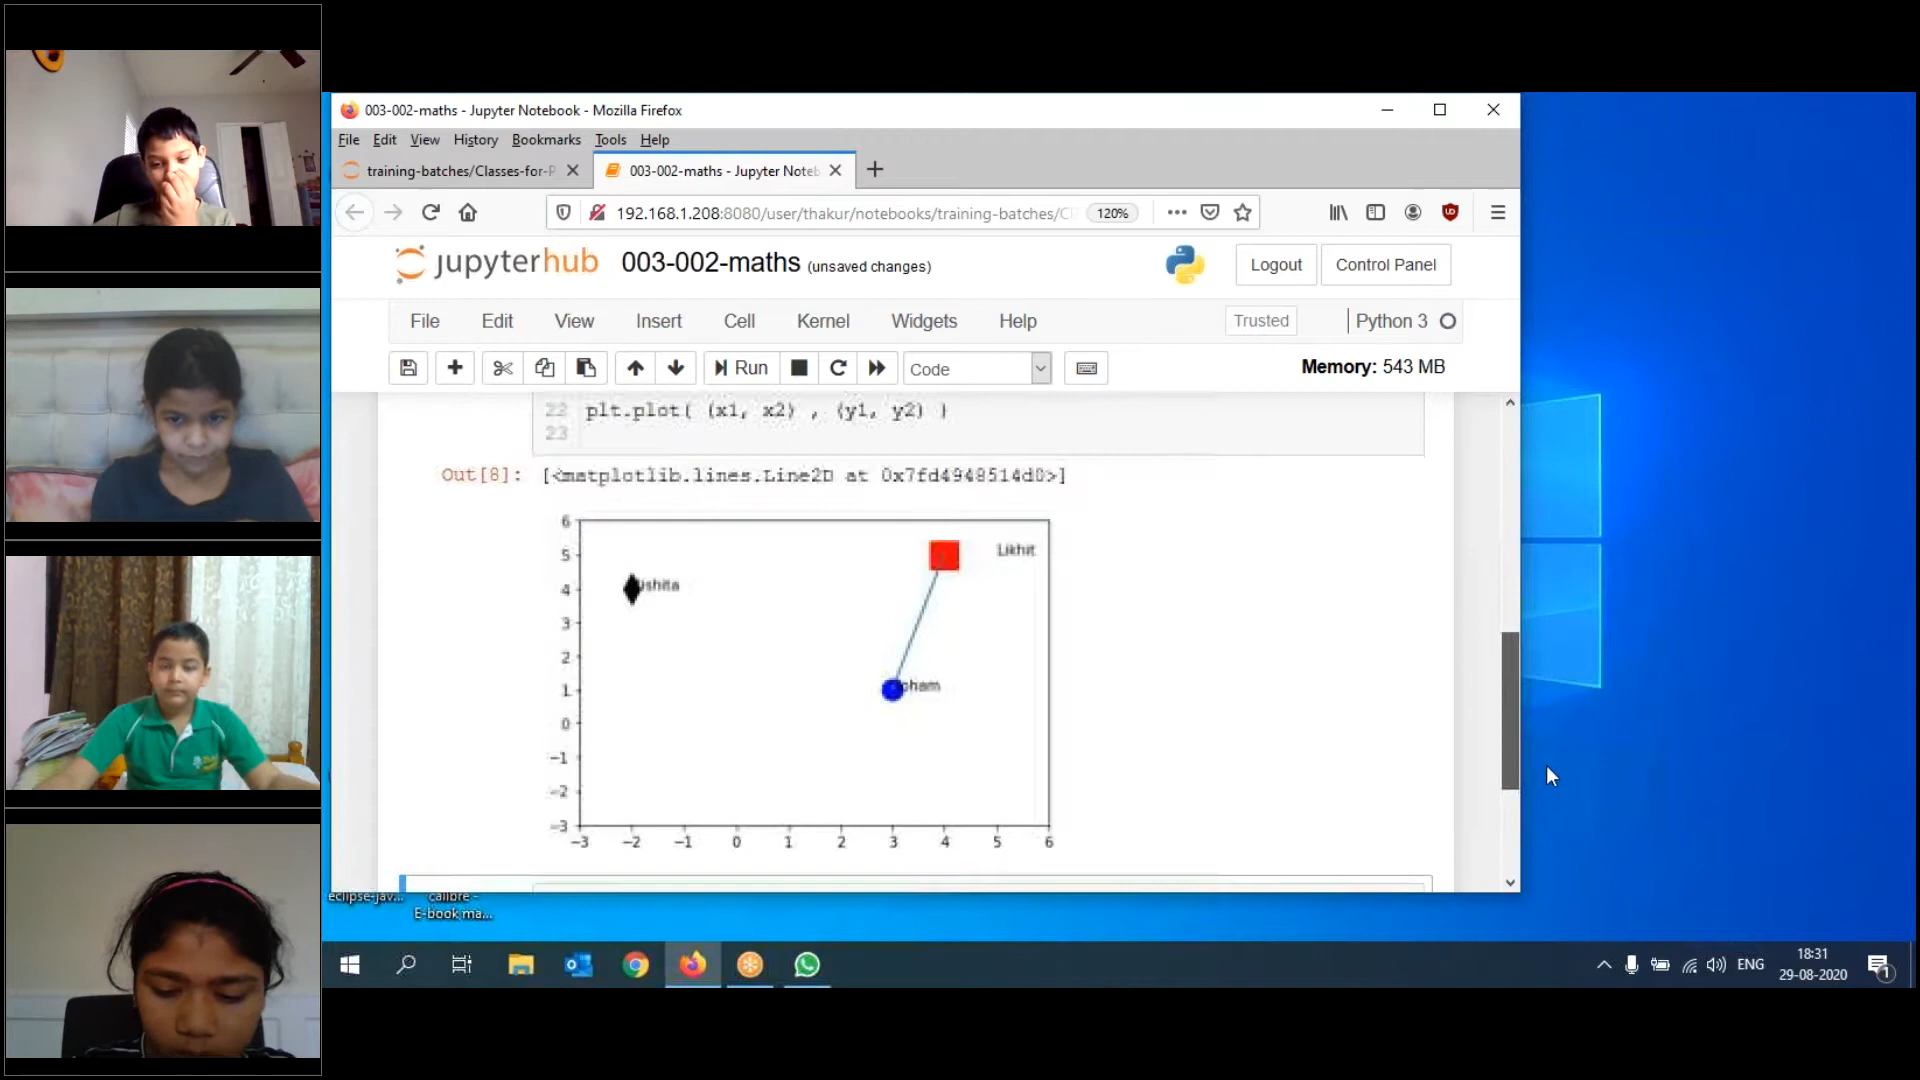 003-002-maths - Jupyter Notebook - Mozilla Firefox
File Edit View History Bookmarks Tools Help
training-batches/Classes-for-P
003-002-maths - Jupyter Noteb
192.168.1.208:8080/user/thakur/notebooks/training-batches/C
120%
jupyterhub 003-002-maths (unsaved changes)
Logout
Control Panel
File Edit View Insert Cell Kernel Widgets Help
Trusted
Python 3
Run
Code
Memory: 543 MB
22 plt.plot( (x1, x2) , (y1, y2) )
23
Out[8]: [<matplotlib.lines.Line2D at 0x7fd4948514d0>]
6
5
4
3
2
1
0
−1
−2
−3
Likhit
shita
ham
−3 −2 −1 0 1 2 3 4 5 6
eclipse-jav...
calibre -
E-book ma...
ENG
18:31
29-08-2020
1